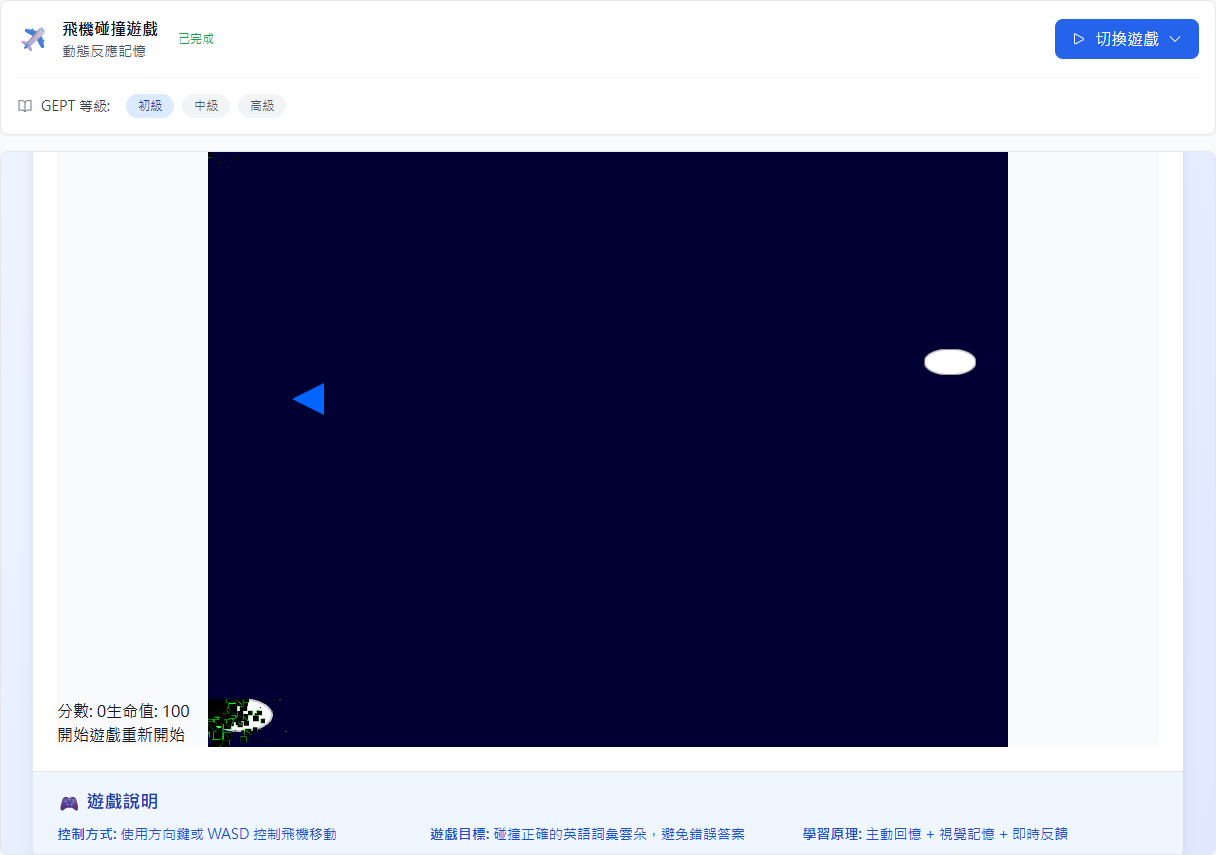 飛機碰撞遊戲
已完成
動態反應記憶
切換遊戲
GEPT 等級:
初級
中級
高級
分數: 0生命值: 100
開始遊戲重新開始
遊戲說明
控制方式: 使用方向鍵或 WASD 控制飛機移動
遊戲目標: 碰撞正確的英語詞彙雲朵，避免錯誤答案
學習原理: 主動回憶 + 視覺記憶 + 即時反饋